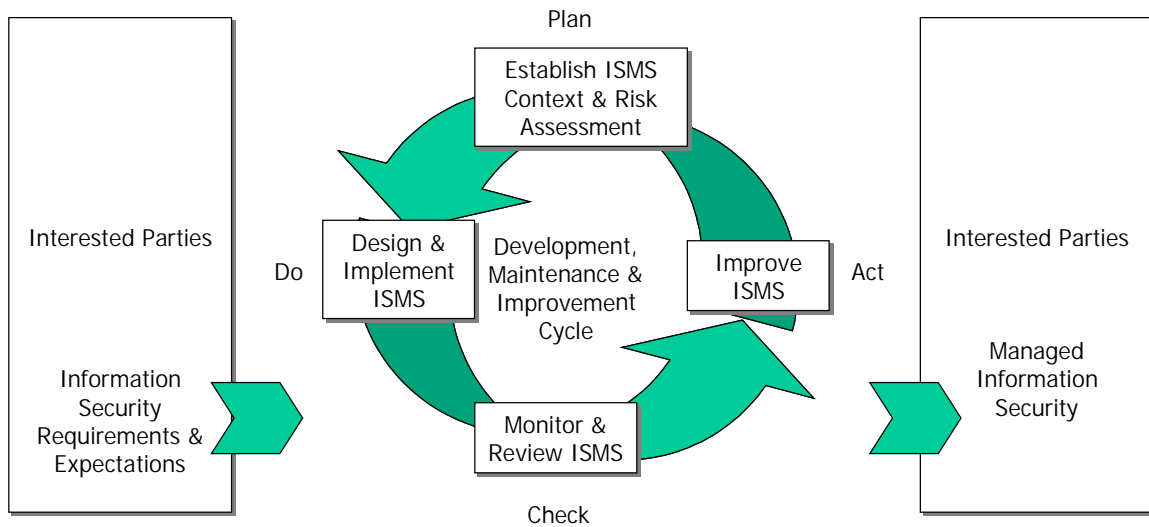 Plan
Establish ISMS
Context & Risk
Assessment
Interested Parties
Information
Security
Requirements &
Expectations
Do
Design &
Implement
ISMS
Development,
Maintenance &
Improvement
Cycle
Improve
ISMS
Act
Monitor &
Review ISMS
Check
Interested Parties
Managed
Information
Security